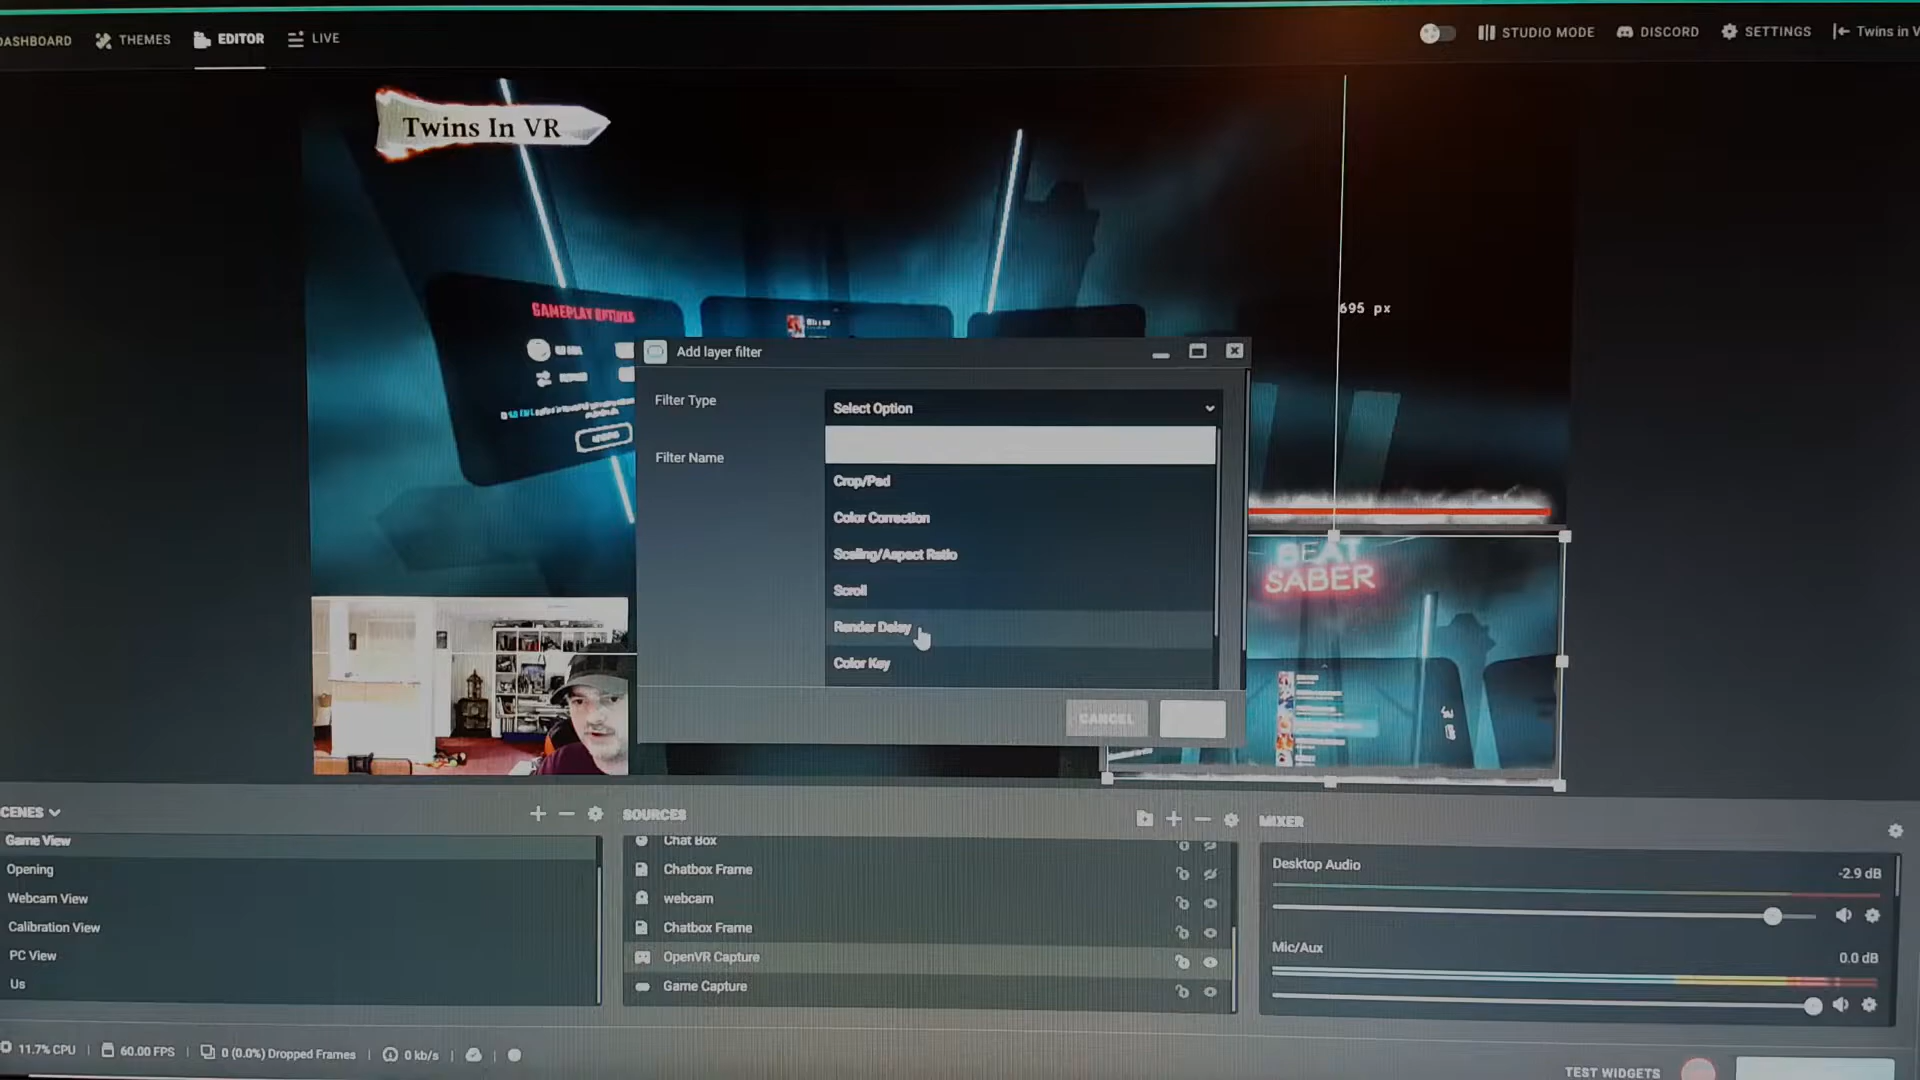 DASHBOARD
THEMES
EDITOR
LIVE
STUDIO MODE
DISCORD
SETTINGS
Twins in V
Twins In VR
695 px
GAMEPLAY OPTIONS
Add layer filter
Filter Type
Select Option
Filter Name
Crop/Pad
Color Correction
Scaling/Aspect Ratio
Scroll
Render Delay
Color Key
CANCEL
BEAT
SABER
CENES
Game View
Opening
Webcam View
Calibration View
PC View
Us
SOURCES
Chat Box
Chatbox Frame
webcam
Chatbox Frame
OpenVR Capture
Game Capture
MIXER
Desktop Audio
-2.9 dB
Mic/Aux
0.0 dB
11.7% CPU
60.00 FPS
0 (0.0%) Dropped Frames
0 kb/s
TEST WIDGETS